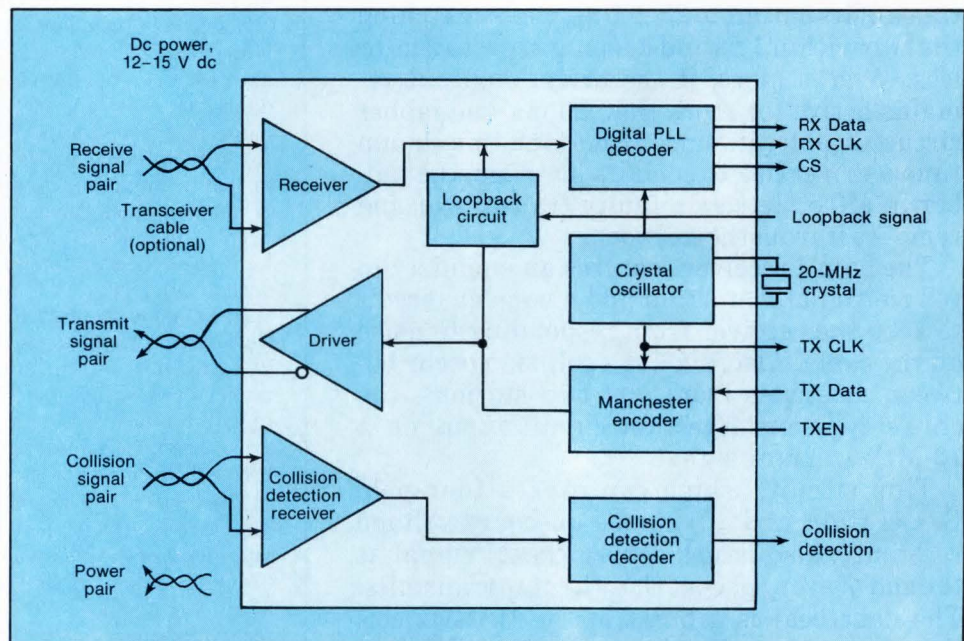 Dc power,
12–15 V dc
Receive
signal
pair
Transceiver
cable
(optional)
Receiver
Loopback
circuit
Digital PLL
decoder
RX Data
RX CLK
CS
Loopback signal
Crystal
oscillator
20-MHz
crystal
Transmit
signal
pair
Driver
TX CLK
Manchester
encoder
TX Data
TXEN
Collision
signal
pair
Collision
detection
receiver
Collision
detection
decoder
Collision
detection
Power
pair